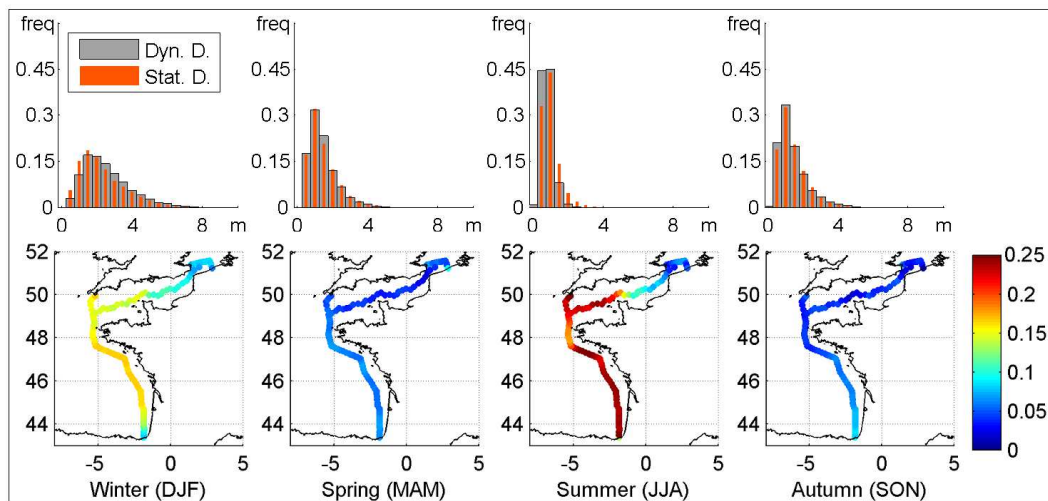 freq freq freq freq
Dyn. D.
Stat. D.
0.45 0.45 0.45 0.45
0.3 0.3 0.3 0.3
0.15 0.15 0.15 0.15
0 0 0 0
0 4 8 m 0 4 8 m 0 4 8 m 0 4 8 m
52 52 52 52
50 50 50 50
48 48 48 48
46 46 46 46
44 44 44 44
-5 0 5 -5 0 5 -5 0 5 -5 0 5
Winter (DJF) Spring (MAM) Summer (JJA) Autumn (SON)
0.25
0.2
0.15
0.1
0.05
0